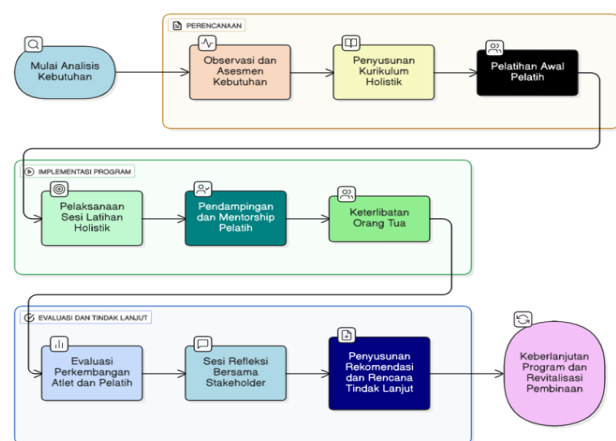 PERENCANAAN
Mulai Analisis
Kebutuhan
Observasi dan
Asesmen
Kebutuhan
Penyusunan
Kurikulum
Holistik
Pelatihan Awal
Pelatih
IMPLEMENTASI PROGRAM
Pelaksanaan
Sesi Latihan
Holistik
Pendampingan
dan Mentorship
Pelatih
Keterlibatan
Orang Tua
EVALUASI DAN TINDAK LANJUT
Evaluasi
Perkembangan
Atlet dan Pelatih
Sesi Refleksi
Bersama
Stakeholder
Penyusunan
Rekomendasi
dan Rencana
Tindak Lanjut
Keberlanjutan
Program dan
Revitalisasi
Pembinaan